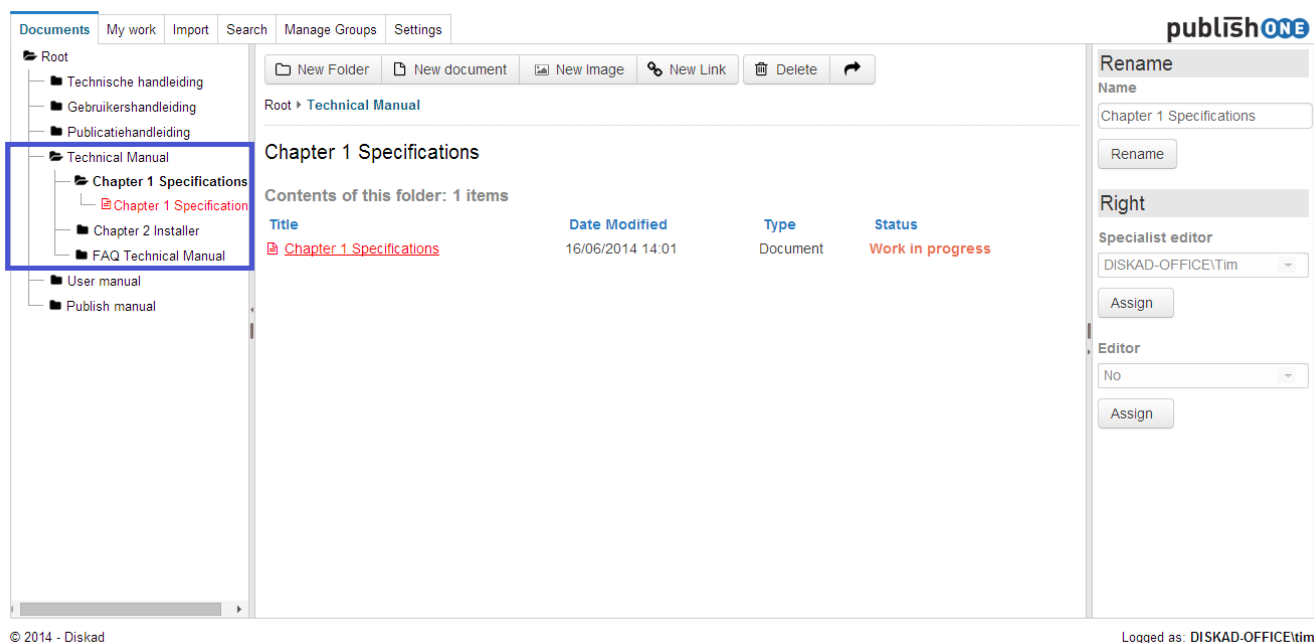 Documents My work Import Search Manage Groups Settings
publishONE
Root
Technische handleiding
Gebruikershandleiding
Publicatiehandleiding
Technical Manual
Chapter 1 Specifications
Chapter 1 Specification
Chapter 2 Installer
FAQ Technical Manual
User manual
Publish manual
New Folder New document New Image New Link Delete
Root Technical Manual
Chapter 1 Specifications
Contents of this folder: 1 items
Title Date Modified Type Status
Chapter 1 Specifications 16/06/2014 14:01 Document Work in progress
Rename
Name
Chapter 1 Specifications
Rename
Right
Specialist editor
DISKAD-OFFICE\Tim
Assign
Editor
No
Assign
© 2014 - Diskad
Logged as: DISKAD-OFFICE\tim